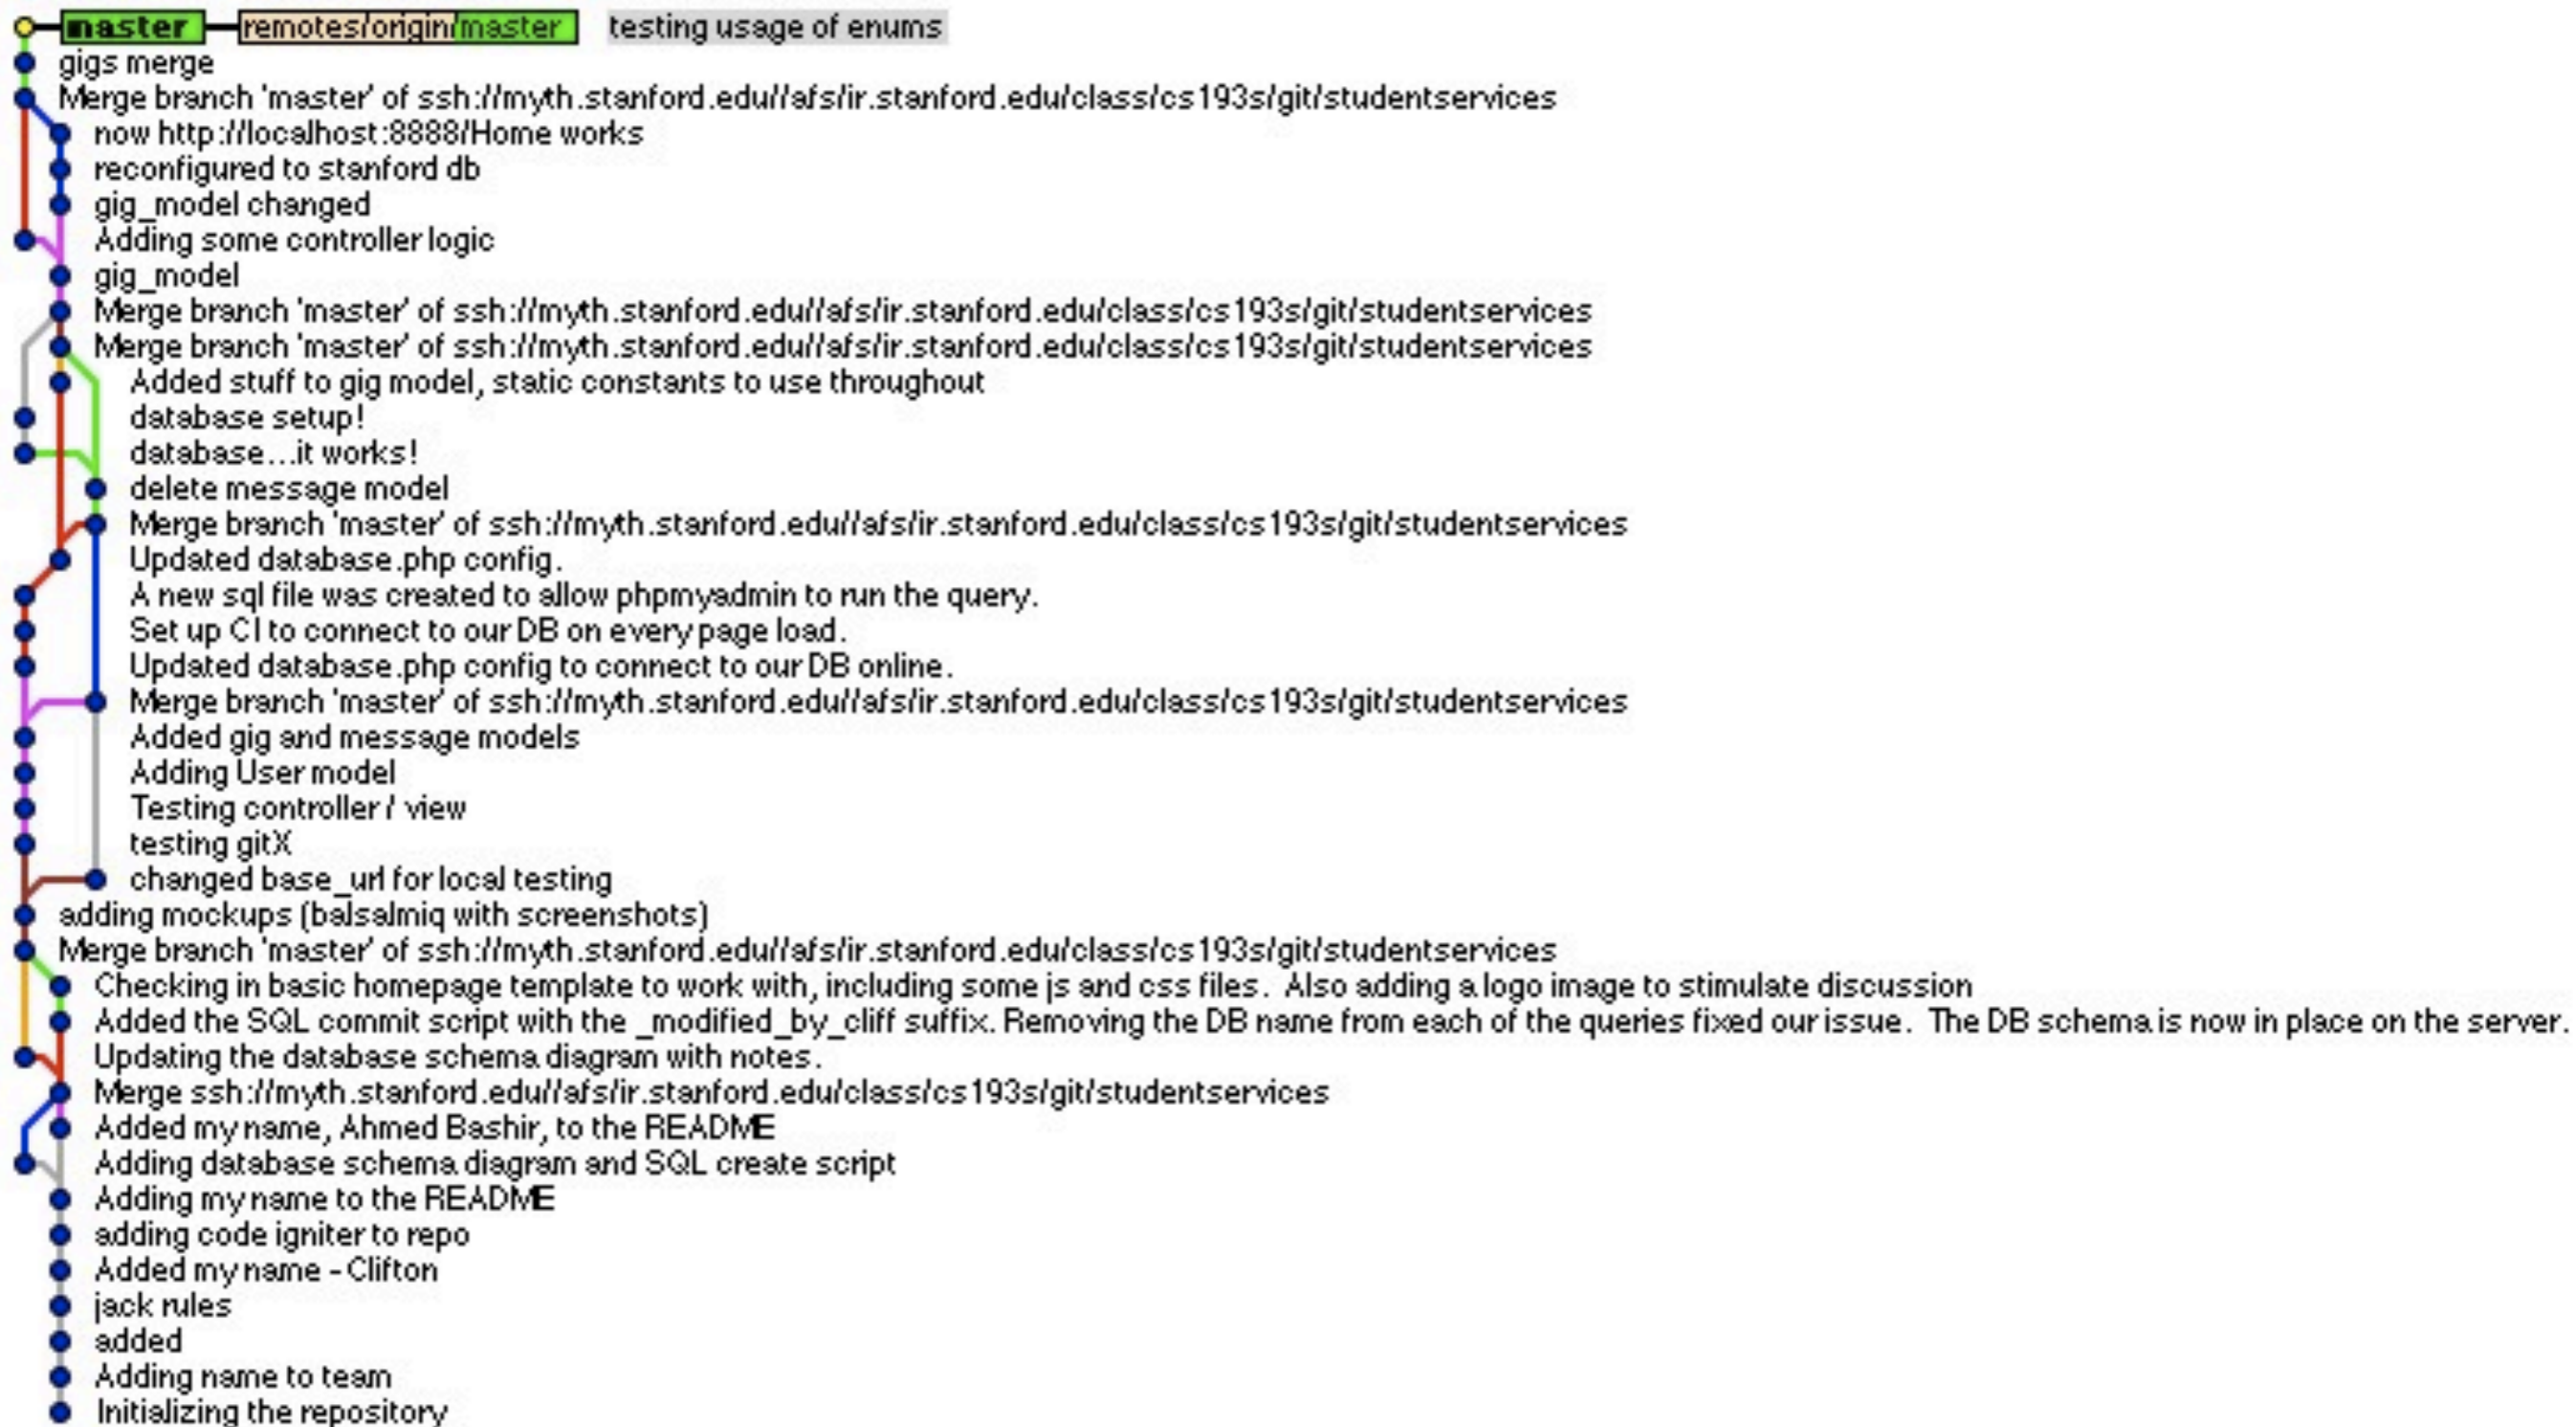 master remotes/origin/master testing usage of enums
gigs merge
Merge branch 'master' of ssh://myth.stanford.edu//afs/ir.stanford.edu/class/cs193s/git/studentservices
now http://localhost:8888/Home works
reconfigured to stanford db
gig_model changed
Adding some controller logic
gig_model
Merge branch 'master' of ssh://myth.stanford.edu//afs/ir.stanford.edu/class/cs193s/git/studentservices
Merge branch 'master' of ssh://myth.stanford.edu//afs/ir.stanford.edu/class/cs193s/git/studentservices
Added stuff to gig model, static constants to use throughout
database setup!
database...it works!
delete message model
Merge branch 'master' of ssh://myth.stanford.edu//afs/ir.stanford.edu/class/cs193s/git/studentservices
Updated database.php config.
A new sql file was created to allow phpmyadmin to run the query.
Set up CI to connect to our DB on every page load.
Updated database.php config to connect to our DB online.
Merge branch 'master' of ssh://myth.stanford.edu//afs/ir.stanford.edu/class/cs193s/git/studentservices
Added gig and message models
Adding User model
Testing controller / view
testing gitX
changed base_url for local testing
adding mockups (balsalmiq with screenshots)
Merge branch 'master' of ssh://myth.stanford.edu//afs/ir.stanford.edu/class/cs193s/git/studentservices
Checking in basic homepage template to work with, including some js and css files.  Also adding a logo image to stimulate discussion
Added the SQL commit script with the _modified_by_cliff suffix. Removing the DB name from each of the queries fixed our issue.  The DB schema is now in place on the server.
Updating the database schema diagram with notes.
Merge ssh://myth.stanford.edu//afs/ir.stanford.edu/class/cs193s/git/studentservices
Added my name, Ahmed Bashir, to the README
Adding database schema diagram and SQL create script
Adding my name to the README
adding code igniter to repo
Added my name - Clifton
jack rules
added
Adding name to team
Initializing the repository